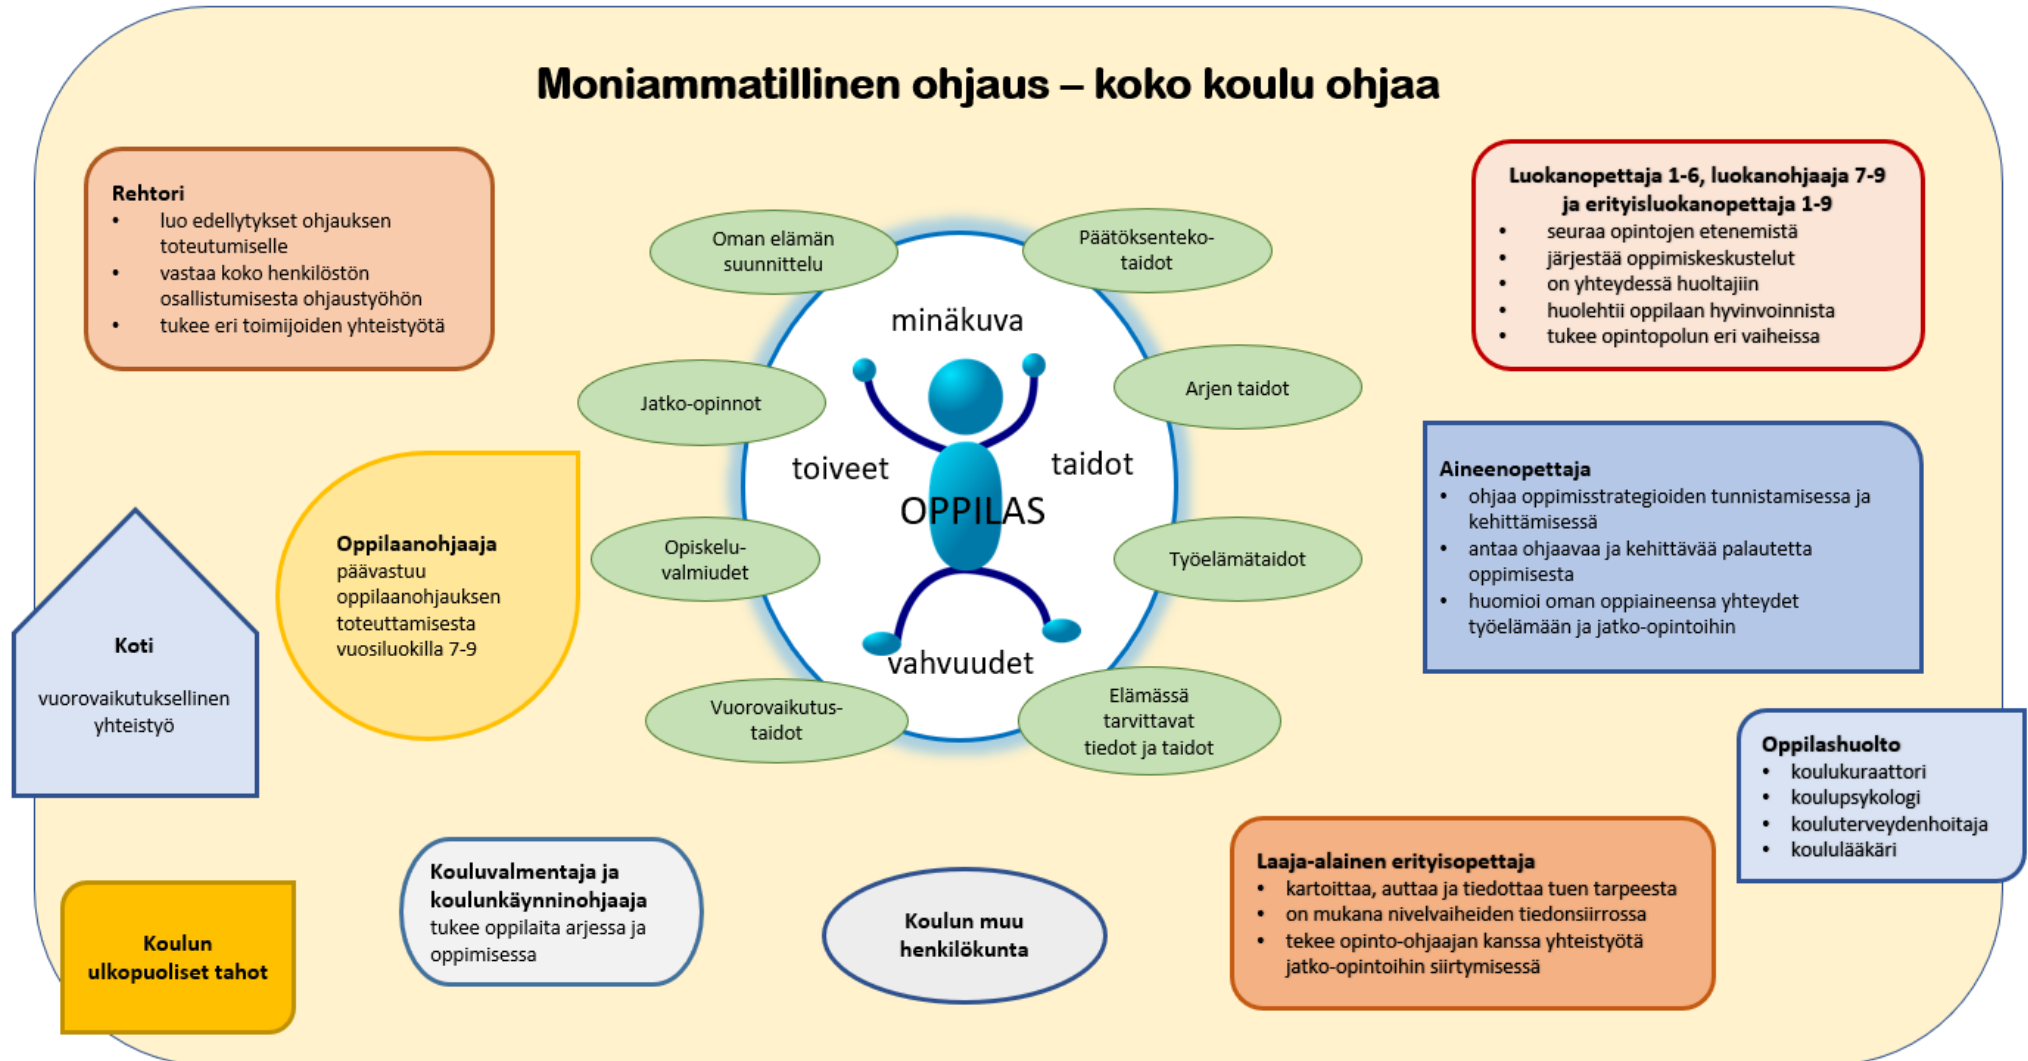 Moniammatillinen ohjaus – koko koulu ohjaa
Rehtori
• luo edellytykset ohjauksen
toteutumiselle
• vastaa koko henkilöstön
osallistumisesta ohjaustyöhön
• tukee eri toimijoiden yhteistyötä
Luokanopettaja 1-6, luokanohjaaja 7-9
ja erityisluokanopettaja 1-9
• seuraa opintojen etenemistä
• järjestää oppimiskeskustelut
• on yhteydessä huoltajiin
• huolehtii oppilaan hyvinvoinnista
• tukee opintopolun eri vaiheissa
Oman elämän
suunnittelu
Päätöksenteko-
taidot
Jatko-opinnot
Arjen taidot
Opiskelu-
valmiudet
Työelämätaidot
Vuorovaikutus-
taidot
Elämässä
tarvittavat
tiedot ja taidot
minäkuva
toiveet
taidot
OPPILAS
vahvuudet
Aineenopettaja
• ohjaa oppimisstrategioiden tunnistamisessa ja
kehittämisessä
• antaa ohjaavaa ja kehittävää palautetta
oppimisesta
• huomioi oman oppiaineensa yhteydet
työelämään ja jatko-opintoihin
Oppilaanohjaaja
päävastuu
oppilaanohjauksen
toteuttamisesta
vuosiluokilla 7-9
Koti
vuorovaikutuksellinen
yhteistyö
Oppilashuolto
• koulukuraattori
• koulupsykologi
• kouluterveydenhoitaja
• koululääkäri
Koulun
ulkopuoliset tahot
Kouluvalmentaja ja
koulunkäynninohjaaja
tukee oppilaita arjessa ja
oppimisessa
Koulun muu
henkilökunta
Laaja-alainen erityisopettaja
• kartoittaa, auttaa ja tiedottaa tuen tarpeesta
• on mukana nivelvaiheiden tiedonsiirrossa
• tekee opinto-ohjaajan kanssa yhteistyötä
jatko-opintoihin siirtymisessä